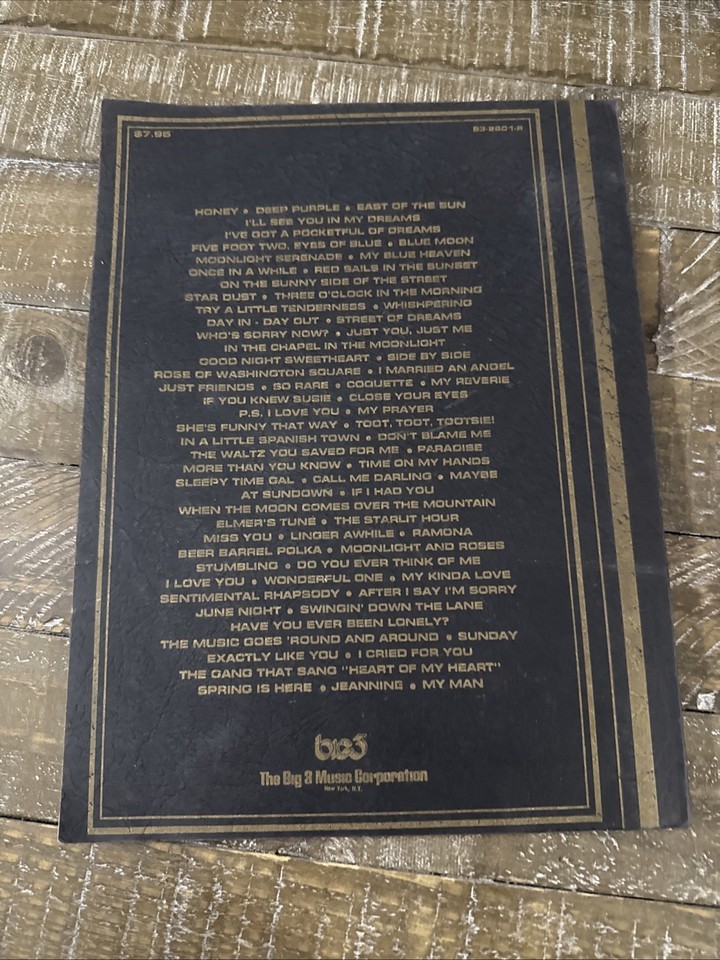 $7.95
B3-2601-R
HONEY • DEEP PURPLE • EAST OF THE SUN
I'LL SEE YOU IN MY DREAMS
I'VE GOT A POCKETFUL OF DREAMS
FIVE FOOT TWO, EYES OF BLUE • BLUE MOON
MOONLIGHT SERENADE • MY BLUE HEAVEN
ONCE IN A WHILE • RED SAILS IN THE SUNSET
ON THE SUNNY SIDE OF THE STREET
STAR DUST • THREE O'CLOCK IN THE MORNING
TRY A LITTLE TENDERNESS • WHISHPERING
DAY IN - DAY OUT • STREET OF DREAMS
WHO'S SORRY NOW? • JUST YOU, JUST ME
IN THE CHAPEL IN THE MOONLIGHT
GOOD NIGHT SWEETHEART • SIDE BY SIDE
ROSE OF WASHINGTON SQUARE • I MARRIED AN ANGEL
JUST FRIENDS • SO RARE • COQUETTE • MY REVERIE
IF YOU KNEW SUSIE • CLOSE YOUR EYES
P.S. I LOVE YOU • MY PRAYER
SHE'S FUNNY THAT WAY • TOOT, TOOT, TOOTSIE!
IN A LITTLE SPANISH TOWN • DON'T BLAME ME
THE WALTZ YOU SAVED FOR ME • PARADISE
MORE THAN YOU KNOW • TIME ON MY HANDS
SLEEPY TIME GAL • CALL ME DARLING • MAYBE
AT SUNDOWN • IF I HAD YOU
WHEN THE MOON COMES OVER THE MOUNTAIN
ELMER'S TUNE • THE STARLIT HOUR
MISS YOU • LINGER AWHILE • RAMONA
BEER BARREL POLKA • MOONLIGHT AND ROSES
STUMBLING • DO YOU EVER THINK OF ME
I LOVE YOU • WONDERFUL ONE • MY KINDA LOVE
SENTIMENTAL RHAPSODY • AFTER I SAY I'M SORRY
JUNE NIGHT • SWINGIN' DOWN THE LANE
HAVE YOU EVER BEEN LONELY?
THE MUSIC GOES 'ROUND AND AROUND • SUNDAY
EXACTLY LIKE YOU • I CRIED FOR YOU
THE GANG THAT SANG "HEART OF MY HEART"
SPRING IS HERE • JEANNING • MY MAN
big3
The Big 3 Music Corporation
New York, N.Y.